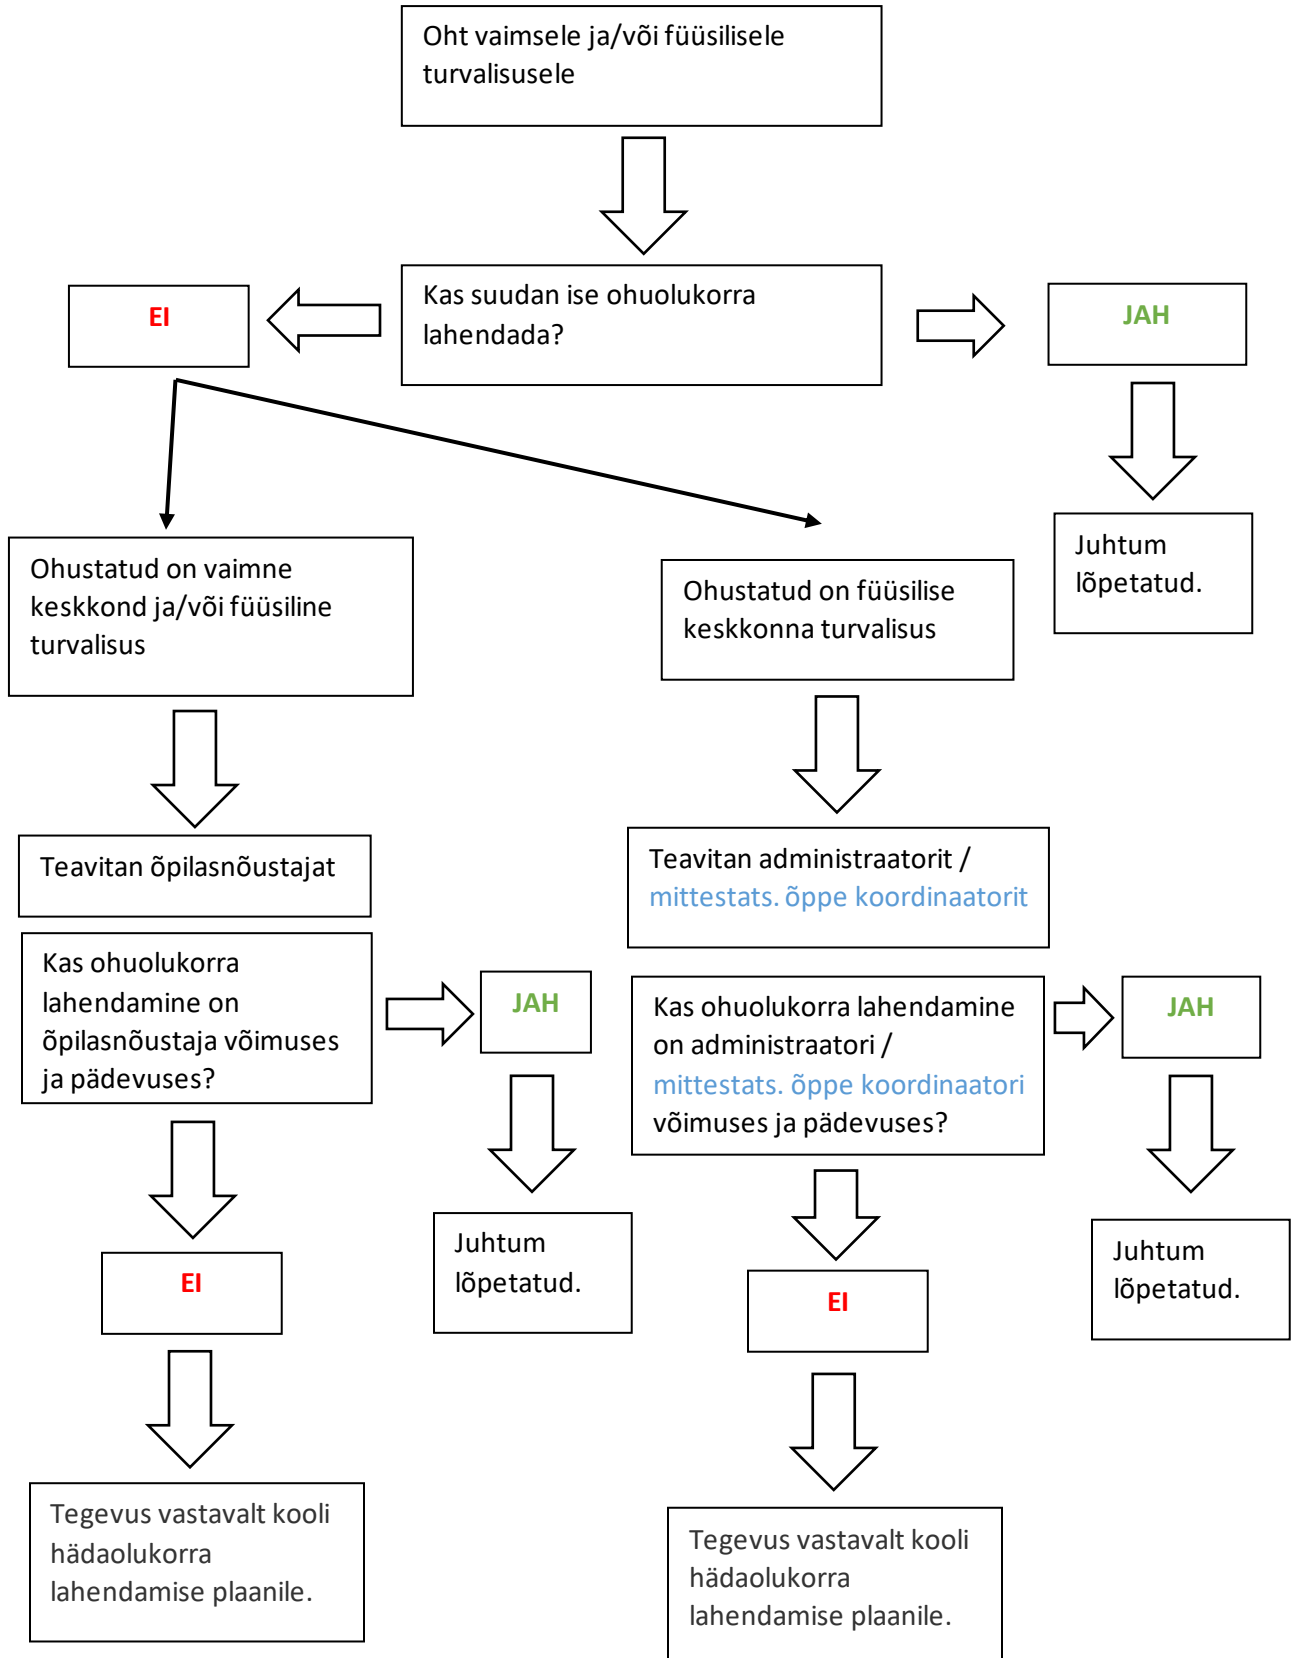 Oht vaimsele ja/või füüsilisele
turvalisusele
EI
Kas suudan ise ohuolukorra
lahendada?
JAH
Juhtum
lõpetatud.
Ohustatud on vaimne
keskkond ja/või füüsiline
turvalisus
Ohustatud on füüsilise
keskkonna turvalisus
Teavitan õpilasnõustajat
Teavitan administraatorit /
mittestats. õppe koordinaatorit
Kas ohuolukorra
lahendamine on
õpilasnõustaja võimuses
ja pädevuses?
JAH
Kas ohuolukorra lahendamine
on administraatori /
mittestats. õppe koordinaatori
võimuses ja pädevuses?
JAH
Juhtum
lõpetatud.
Juhtum
lõpetatud.
EI
EI
Tegevus vastavalt kooli
hädaolukorra
lahendamise plaanile.
Tegevus vastavalt kooli
hädaolukorra
lahendamise plaanile.